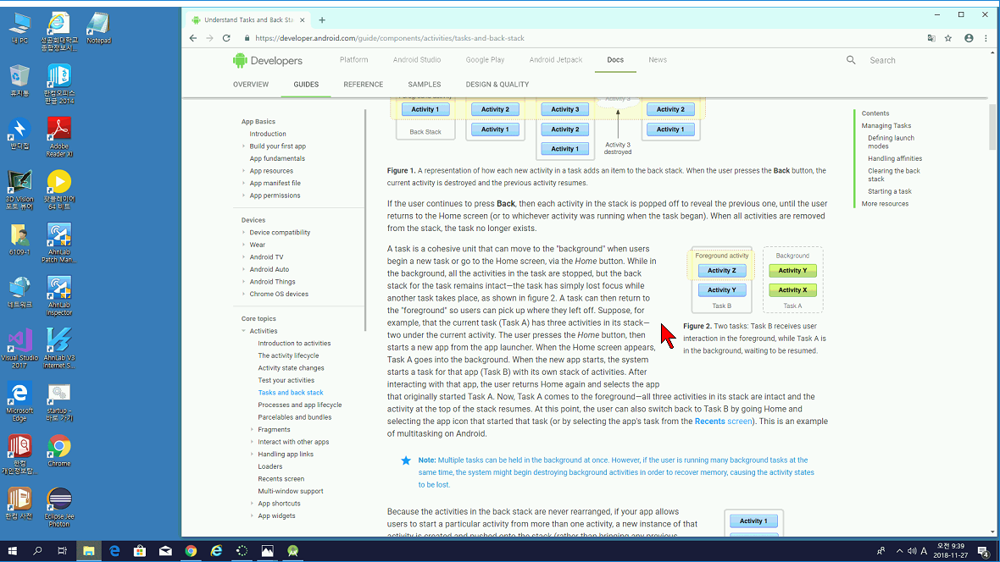 내 PC
성공회대학교
종합정보시...
Notepad
휴지통
한컴오피스
한글 2014
반디집
Adobe
Reader XI
3D Vision
포토 뷰어
팟플레이어
64 비트
6109-1
AhnLab
Patch Man...
네트워크
AhnLab
Inspector
Visual Studio
2017
AhnLab V3
Internet S...
Microsoft
Edge
startup -
바로 가기
한컴
개인정보탐...
Chrome
한컴 사전
Eclipse Jee
Photon
Understand Tasks and Back Sta
https://developer.android.com/guide/components/activities/tasks-and-back-stack
Developers
Platform
Android Studio
Google Play
Android Jetpack
Docs
News
Search
OVERVIEW
GUIDES
REFERENCE
SAMPLES
DESIGN & QUALITY
App Basics
Introduction
Build your first app
App fundamentals
App resources
App manifest file
App permissions
Devices
Device compatibility
Wear
Android TV
Android Auto
Android Things
Chrome OS devices
Core topics
Activities
Introduction to activities
The activity lifecycle
Activity state changes
Test your activities
Tasks and back stack
Processes and app lifecycle
Parcelables and bundles
Fragments
Interact with other apps
Handling app links
Loaders
Recents screen
Multi-window support
App shortcuts
App widgets
Foreground activity
Activity 3
Activity 1
Activity 2
Activity 3
Activity 2
Back Stack
Activity 1
Activity 2
Activity 1
Activity 1
Activity 3
destroyed
Figure 1. A representation of how each new activity in a task adds an item to the back stack. When the user presses the Back button, the
current activity is destroyed and the previous activity resumes.
If the user continues to press Back, then each activity in the stack is popped off to reveal the previous one, until the user
returns to the Home screen (or to whichever activity was running when the task began). When all activities are removed
from the stack, the task no longer exists.
A task is a cohesive unit that can move to the "background" when users
begin a new task or go to the Home screen, via the Home button. While in
the background, all the activities in the task are stopped, but the back
stack for the task remains intact—the task has simply lost focus while
another task takes place, as shown in figure 2. A task can then return to
the "foreground" so users can pick up where they left off. Suppose, for
example, that the current task (Task A) has three activities in its stack—
two under the current activity. The user presses the Home button, then
starts a new app from the app launcher. When the Home screen appears,
Task A goes into the background. When the new app starts, the system
starts a task for that app (Task B) with its own stack of activities. After
interacting with that app, the user returns Home again and selects the app
that originally started Task A. Now, Task A comes to the foreground—all three activities in its stack are intact and the
activity at the top of the stack resumes. At this point, the user can also switch back to Task B by going Home and
selecting the app icon that started that task (or by selecting the app's task from the Recents screen). This is an example
of multitasking on Android.
Foreground activity
Background
Activity Z
Activity Y
Activity Y
Activity X
Task B
Task A
Figure 2. Two tasks: Task B receives user
interaction in the foreground, while Task A is
in the background, waiting to be resumed.
Note: Multiple tasks can be held in the background at once. However, if the user is running many background tasks at the
same time, the system might begin destroying background activities in order to recover memory, causing the activity states
to be lost.
Because the activities in the back stack are never rearranged, if your app allows
users to start a particular activity from more than one activity, a new instance of that
activity is created and pushed onto the stack (rather than bringing any previous
Activity 1
Contents
Managing Tasks
Defining launch
modes
Handling affinities
Clearing the back
stack
Starting a task
More resources
A
오전 9:39
2018-11-27
4